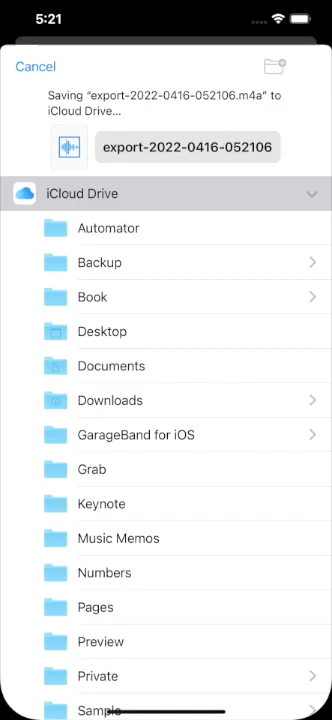 5:21
Cancel
Saving “export-2022-0416-052106.m4a” to
iCloud Drive...
export-2022-0416-052106
iCloud Drive
Automator
Backup
Book
Desktop
Documents
Downloads
GarageBand for iOS
Grab
Keynote
Music Memos
Numbers
Pages
Preview
Private
Sample